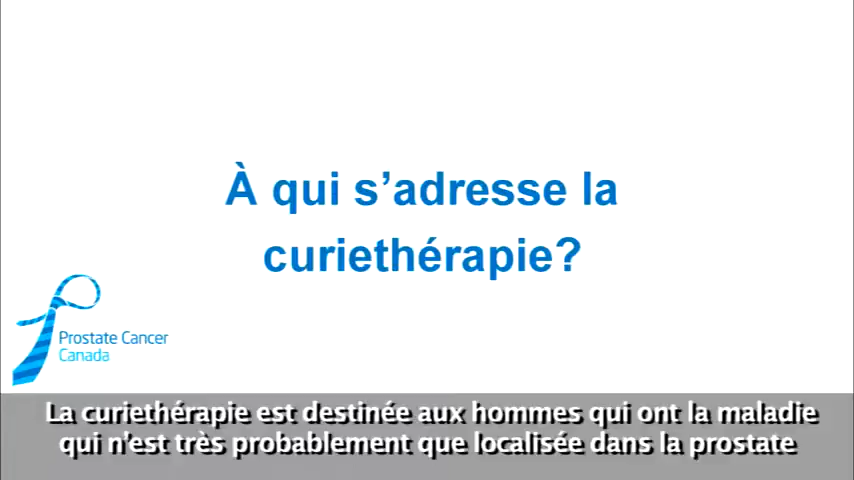 À qui s’adresse la
curiethérapie?
Prostate Cancer
Canada
La curiethérapie est destinée aux hommes qui ont la maladie
qui n’est très probablement que localisée dans la prostate